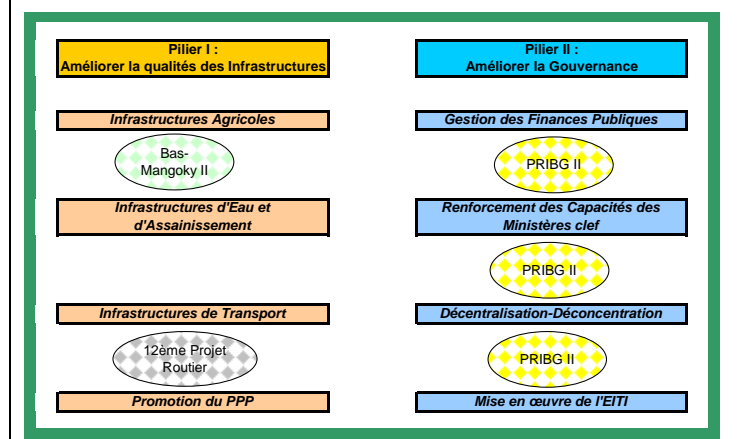 Pilier I :
Améliorer la qualités des Infrastructures
Infrastructures Agricoles
Bas-
Mangoky II
Infrastructures d'Eau et
d'Assainissement
Infrastructures de Transport
12ème Projet
Routier
Promotion du PPP
Pilier II :
Améliorer la Gouvernance
Gestion des Finances Publiques
PRIBG II
Renforcement des Capacités des
Ministères clef
PRIBG II
Décentralisation-Déconcentration
PRIBG II
Mise en œuvre de l'EITI